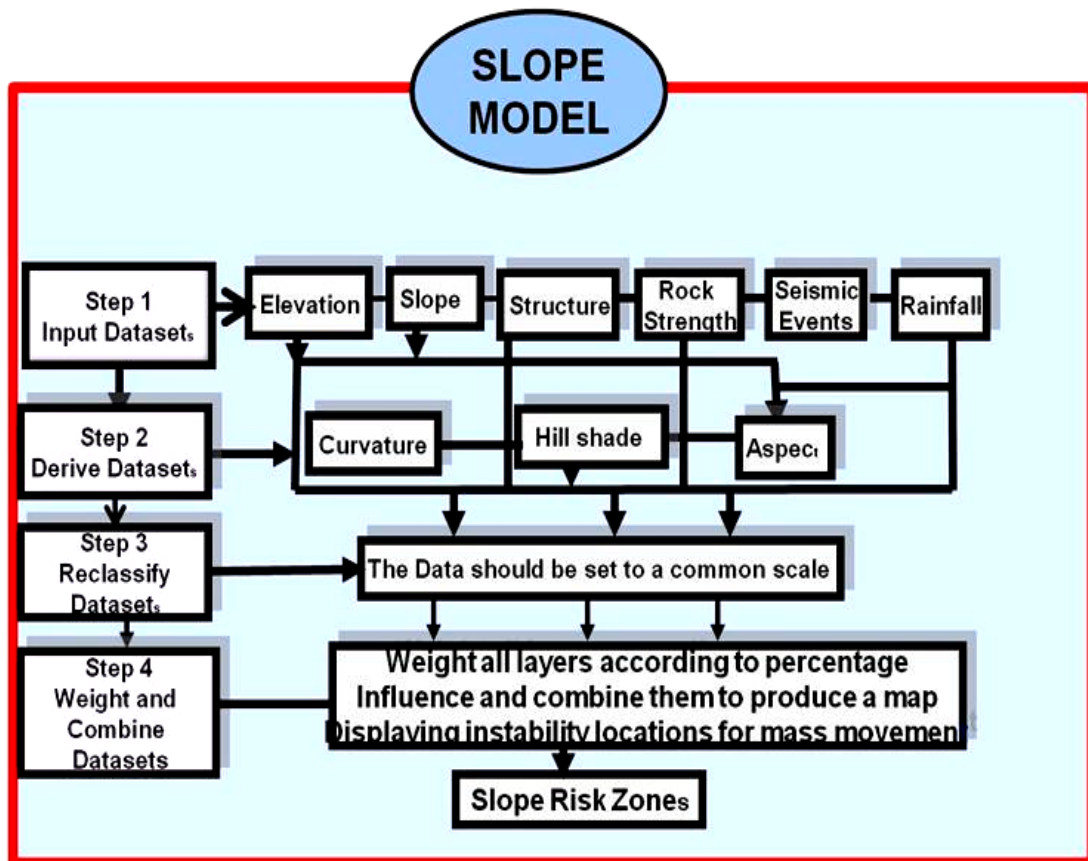 SLOPE
MODEL
Step 1
Input Datasets
Elevation
Slope
Structure
Rock
Strength
Seismic
Events
Rainfall
Step 2
Derive Datasets
Curvature
Hill shade
Aspect
Step 3
Reclassify
Datasets
The Data should be set to a common scale
Step 4
Weight and
Combine
Datasets
Weight all layers according to percentage
Influence and combine them to produce a map
Displaying instability locations for mass movement
Slope Risk Zones